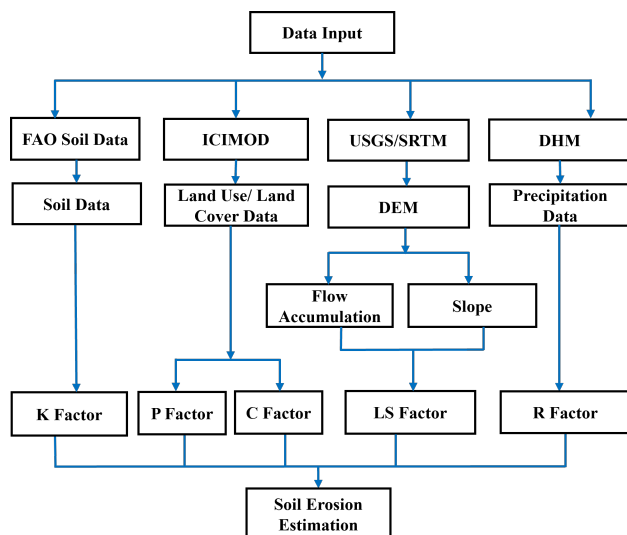 Data Input
FAO Soil Data
ICIMOD
USGS/SRTM
DHM
Soil Data
Land Use/ Land
Cover Data
DEM
Precipitation
Data
Flow
Accumulation
Slope
K Factor
P Factor
C Factor
LS Factor
R Factor
Soil Erosion
Estimation